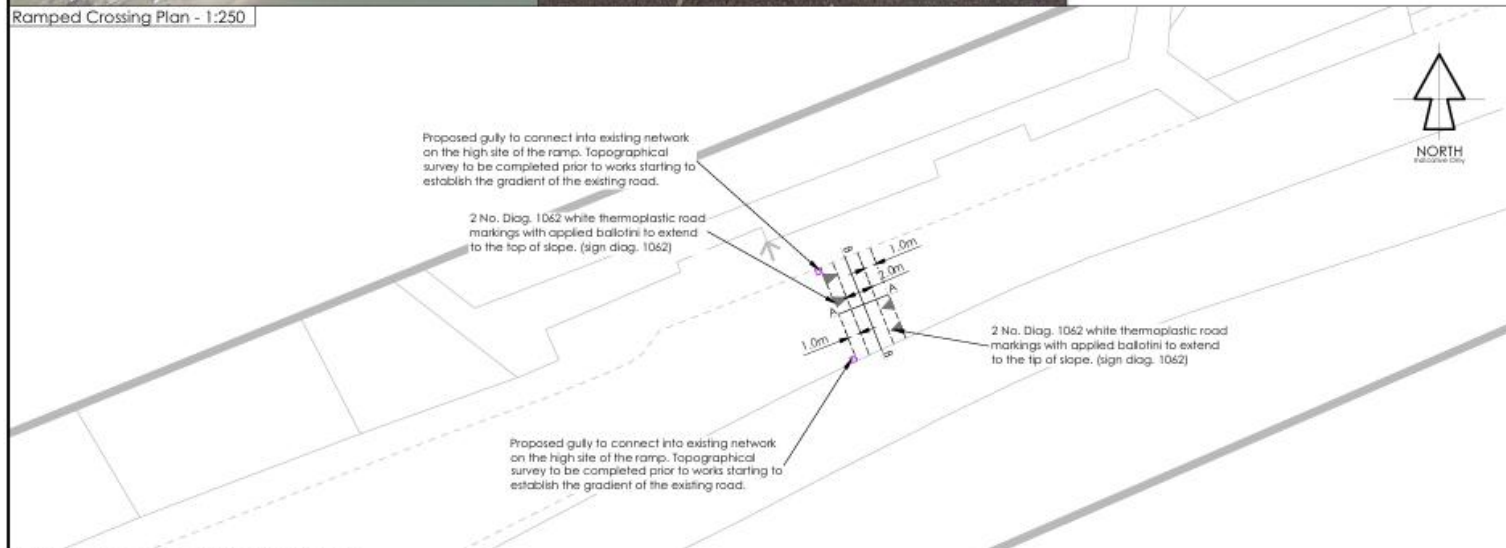 Ramped Crossing Plan - 1:250
NORTH
Indicative Only
Proposed gully to connect into existing network
on the high site of the ramp. Topographical
survey to be completed prior to works starting to
establish the gradient of the existing road.
2 No. Diag. 1062 white thermoplastic road
markings with applied ballotini to extend
to the top of slope. (sign diag. 1062)
B
1.0m
2.0m
A
A
1.0m
B
2 No. Diag. 1062 white thermoplastic road
markings with applied ballotini to extend
to the tip of slope. (sign diag. 1062)
Proposed gully to connect into existing network
on the high site of the ramp. Topographical
survey to be completed prior to works starting to
establish the gradient of the existing road.